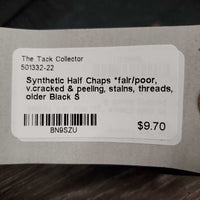 The Tack Collector
501332-22
Synthetic Half Chaps *fair/poor,
v.cracked & peeling, stains, threads,
older Black S
BN9SZU
$9.70